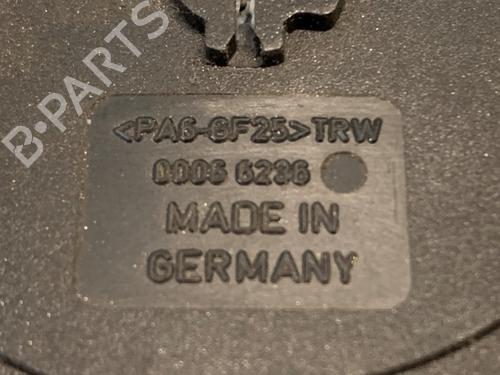 <PA6-GF25>TRW
0006 6236
MADE IN
GERMANY
B-PARTS